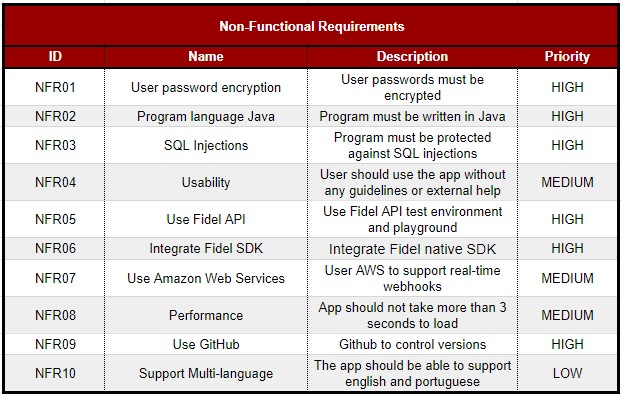 Non-Functional Requirements
ID Name Description Priority
NFR01 User password encryption User passwords must be encrypted HIGH
NFR02 Program language Java Program must be written in Java HIGH
NFR03 SQL Injections Program must be protected against SQL injections HIGH
NFR04 Usability User should use the app without any guidelines or external help MEDIUM
NFR05 Use Fidel API Use Fidel API test environment and playground HIGH
NFR06 Integrate Fidel SDK Integrate Fidel native SDK HIGH
NFR07 Use Amazon Web Services User AWS to support real-time webhooks MEDIUM
NFR08 Performance App should not take more than 3 seconds to load MEDIUM
NFR09 Use GitHub Github to control versions HIGH
NFR10 Support Multi-language The app should be able to support english and portuguese LOW